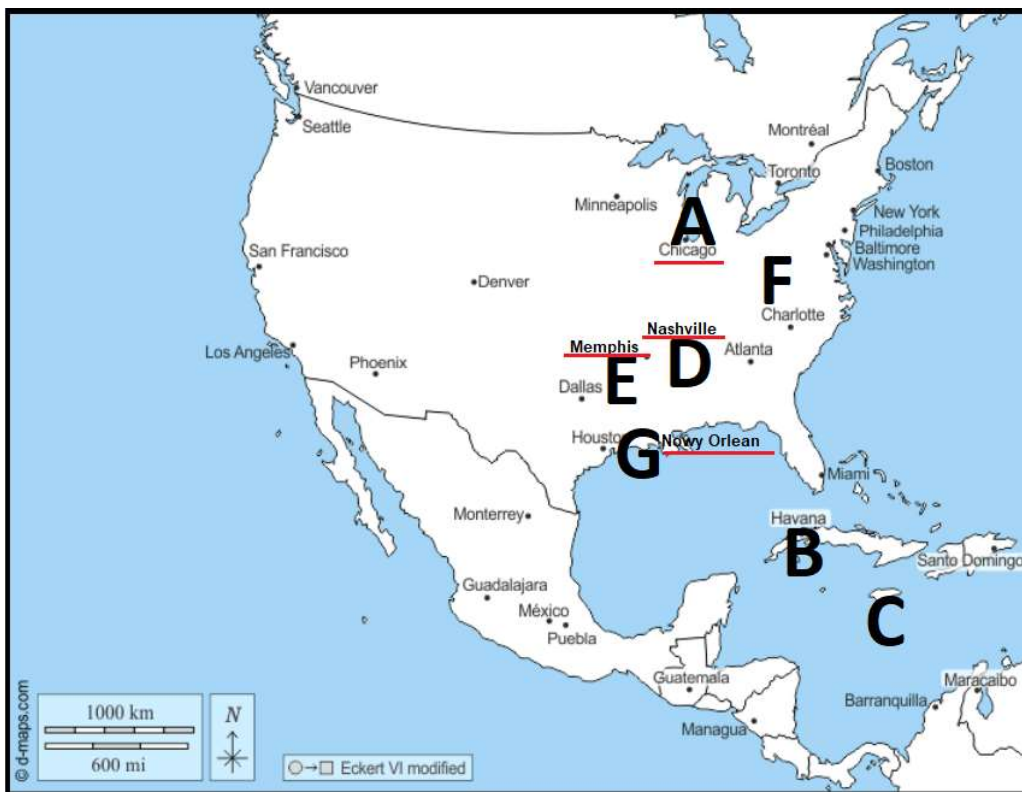 Vancouver
Seattle
Montréal
Toronto
Boston
Minneapolis
A
New York
Philadelphia
Baltimore
Washington
Chicago
San Francisco
F
Denver
Charlotte
Nashville
Memphis
Los Angeles
Atlanta
D
Phoenix
E
Dallas
Houston
G
Nowy Orlean
Miami
Monterrey
Havana
B
Santo Domingo
Guadalajara
México
Puebla
C
Guatemala
Maracaibo
Barranquilla
Managua
1000 km
600 mi
N
Eckert VI modified
© d-maps.com